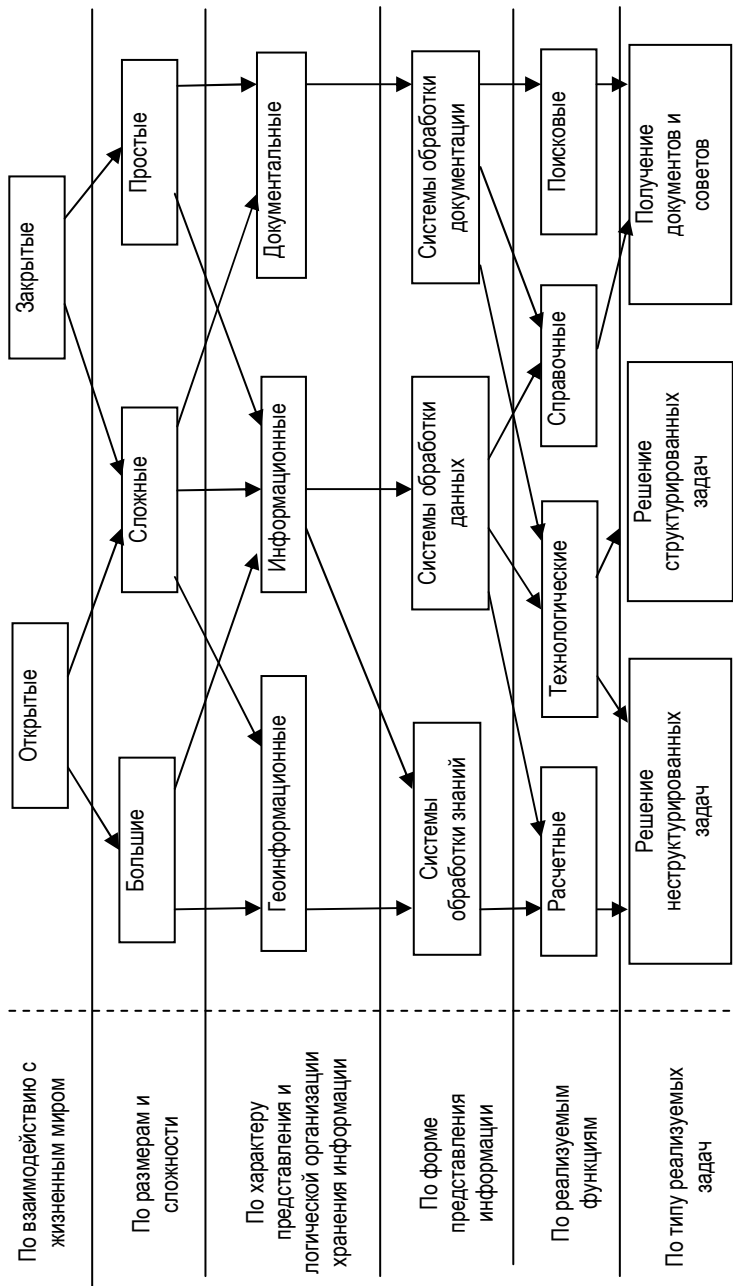 По взаимодействию с
жизненным миром
Открытые
Закрытые
По размерам и
сложности
Большие
Сложные
Простые
По характеру
представления и
логической организации
хранения информации
Геоинформационные
Информационные
Документальные
По форме
представления
информации
Системы
обработки знаний
Системы обработки
данных
Системы обработки
документации
По реализуемым
функциям
Расчетные
Технологические
Справочные
Поисковые
По типу реализуемых
задач
Решение
неструктурированных
задач
Решение
структурированных
задач
Получение
документов и
советов